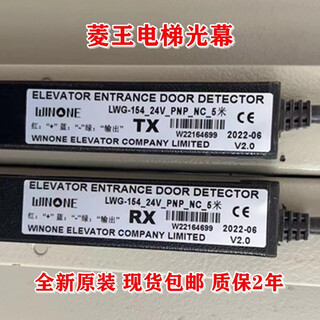 菱王电梯光幕
ELEVATOR ENTRANCE DOOR DETECTOR
WINONE LWG-154_24V_PNP_NC_5米 CE
红:"+"蓝:"-"绿:"输出" TX W22164699 2022-06
WINONE ELEVATOR COMPANY LIMITED V2.0
ELEVATOR ENTRANCE DOOR DETECTOR
WINONE LWG-154_24V_PNP_NC_5米 CE
红:"+"蓝:"-"绿:"输出" RX W22164699 2022-06
WINONE ELEVATOR COMPANY LIMITED V2.0
全新原装 现货包邮 质保2年